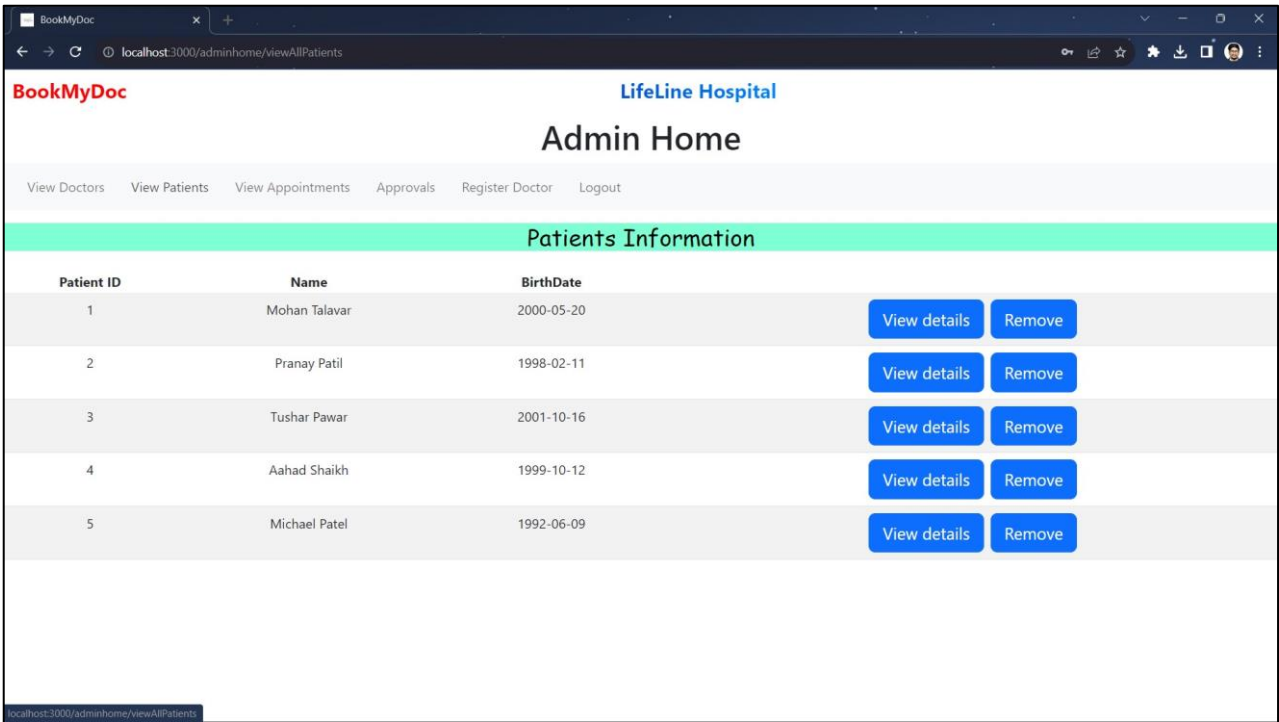 BookMyDoc
localhost:3000/adminhome/viewAllPatients
BookMyDoc LifeLine Hospital
Admin Home
View Doctors View Patients View Appointments Approvals Register Doctor Logout
Patients Information
Patient ID Name BirthDate
1 Mohan Talavar 2000-05-20 View details Remove
2 Pranay Patil 1998-02-11 View details Remove
3 Tushar Pawar 2001-10-16 View details Remove
4 Aahad Shaikh 1999-10-12 View details Remove
5 Michael Patel 1992-06-09 View details Remove
localhost:3000/adminhome/viewAllPatients